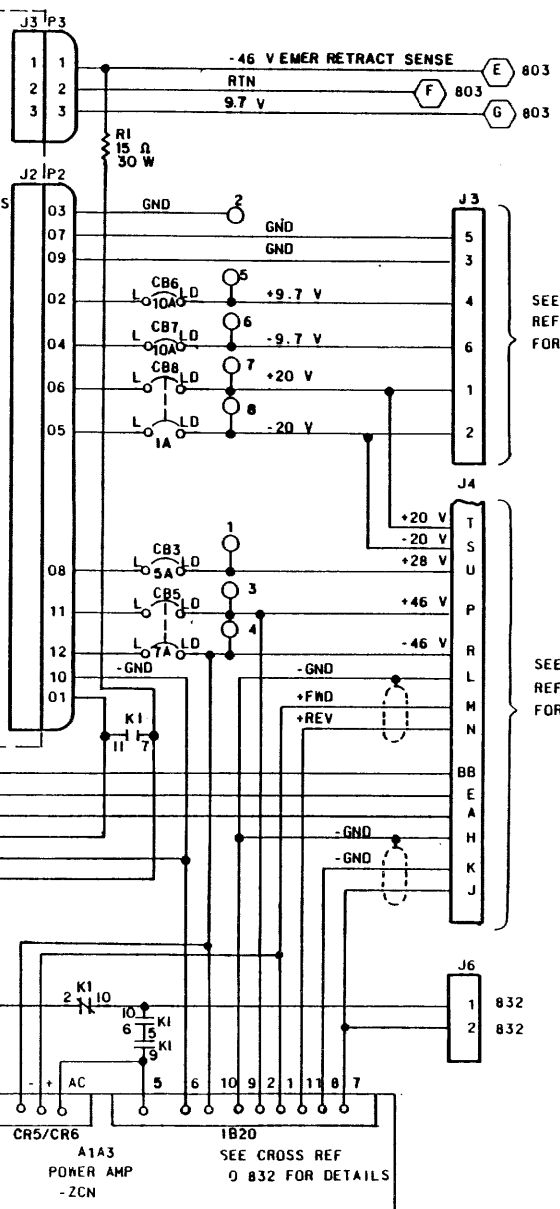 J3 P3
1 1 -46 V EMER RETRACT SENSE E 803
2 2 RTN F 803
3 3 9.7 V G 803
R1
15 Ω
30 W
J2 P2
S
03 GND 2 J3
07 GND 5
09 GND 3
02 L CB6 10A LD 5 +9.7 V 4
04 L CB7 10A LD 6 -9.7 V 6
06 L CB8 LD 7 +20 V 1
05 L 1A LD 8 -20 V 2
SEE
REF
FOR
J4
+20 V T
-20 V S
08 L CB3 5A LD 1 +28 V U
11 L CB5 LD 3 +46 V P
12 L 7A LD 4 -46 V R
10 -GND -GND L
01 +FWD M
K1 +REV N
11 7
SEE
REF
FOR
BB
E
A
-GND H
-GND K
J
J6
K1
2 10 1 832
10 K1 2 832
6 5
K1
9
- + AC 5 6 10 9 2 1 11 8 7
CR5/CR6 1B20
A1A3 SEE CROSS REF
POWER AMP O 832 FOR DETAILS
-ZCN